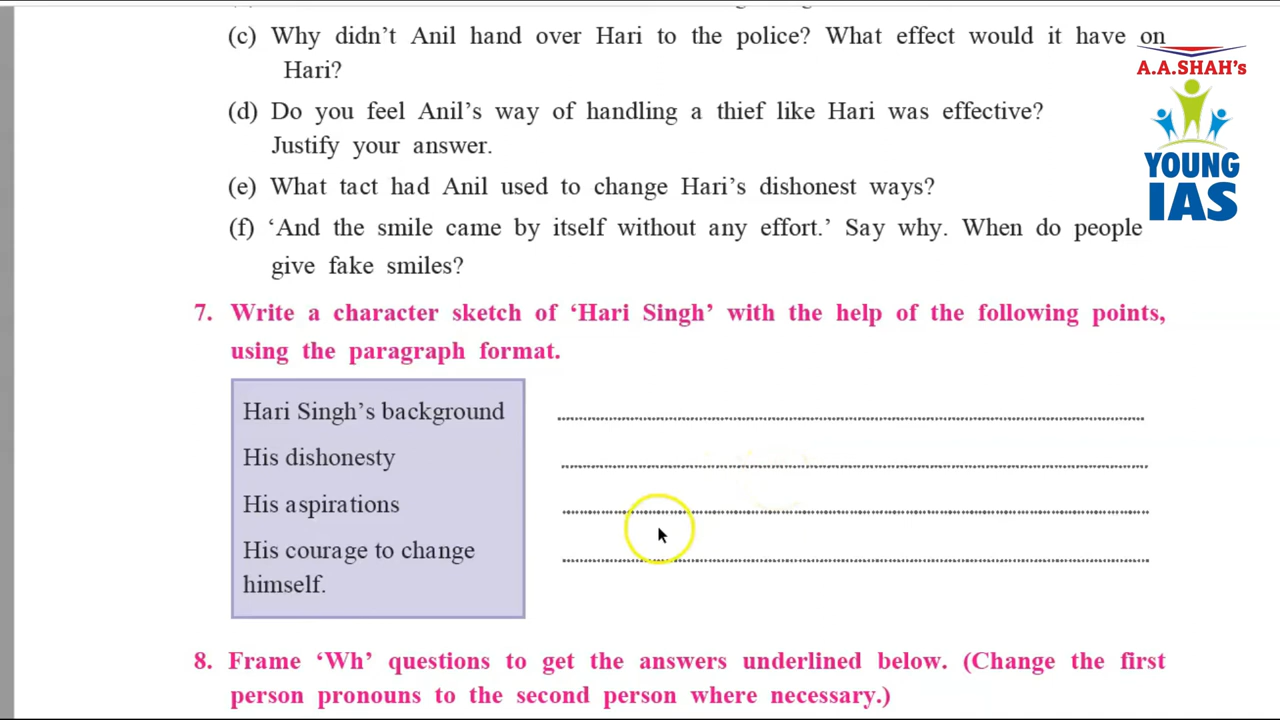 (c) Why didn't Anil hand over Hari to the police? What effect would it have on
Hari?
A.A.SHAH's
YOUNG
IAS
(d) Do you feel Anil's way of handling a thief like Hari was effective?
Justify your answer.
(e) What tact had Anil used to change Hari's dishonest ways?
(f) ‘And the smile came by itself without any effort.’ Say why. When do people
give fake smiles?
7. Write a character sketch of ‘Hari Singh’ with the help of the following points,
using the paragraph format.
Hari Singh's background
His dishonesty
His aspirations
His courage to change
himself.
8. Frame ‘Wh’ questions to get the answers underlined below. (Change the first
person pronouns to the second person where necessary.)